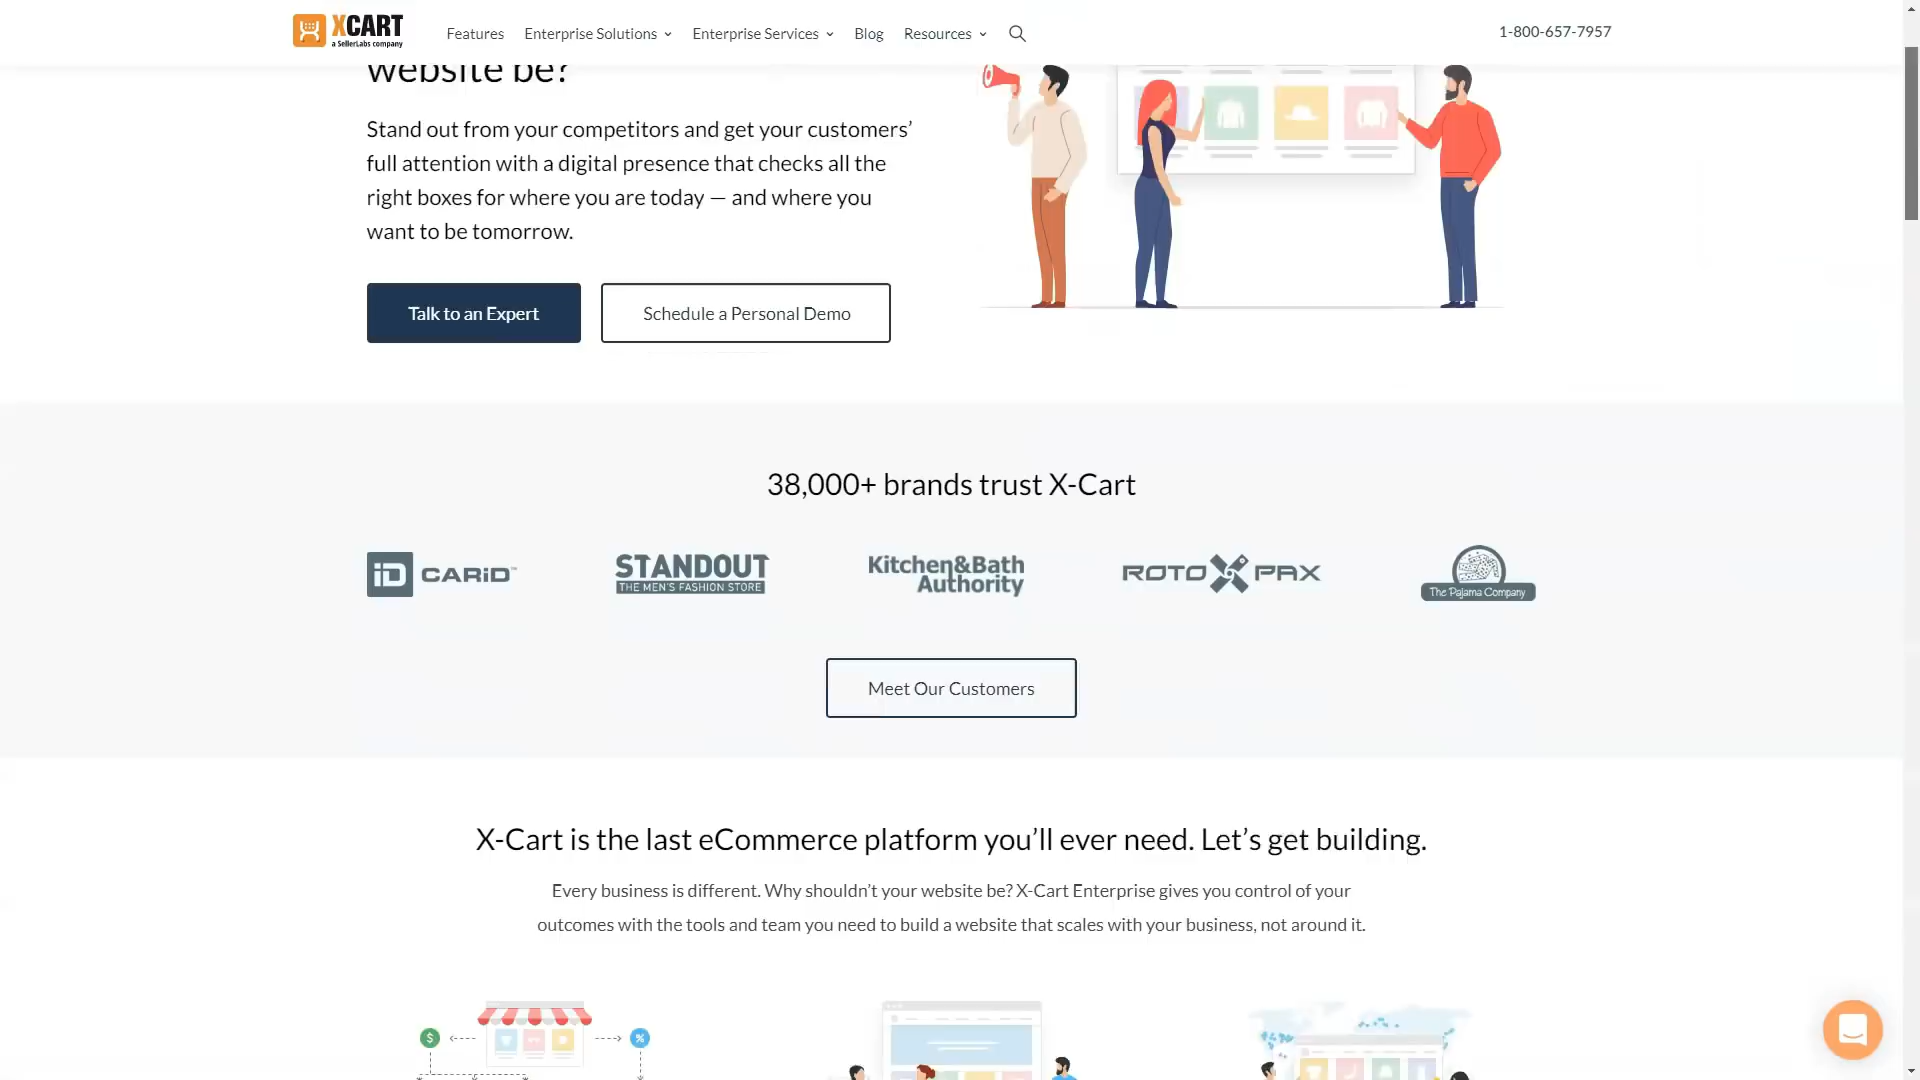 XCART
a SellerLabs company
Features
Enterprise Solutions
Enterprise Services
Blog
Resources
1-800-657-7957
website be?
Stand out from your competitors and get your customers’
full attention with a digital presence that checks all the
right boxes for where you are today — and where you
want to be tomorrow.
Talk to an Expert
Schedule a Personal Demo
38,000+ brands trust X-Cart
iD CARiD™
STANDOUT
THE MEN'S FASHION STORE
Kitchen&Bath
Authority
ROTOPAX
The Pajama Company
Meet Our Customers
X-Cart is the last eCommerce platform you’ll ever need. Let’s get building.
Every business is different. Why shouldn’t your website be? X-Cart Enterprise gives you control of your
outcomes with the tools and team you need to build a website that scales with your business, not around it.
$
%